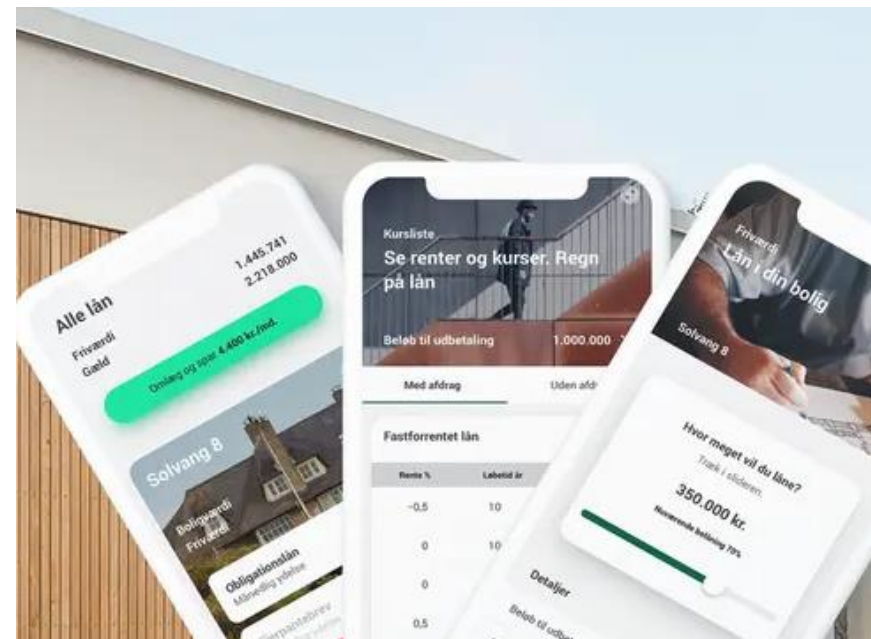 Alle lån
Friværdi 1.445.741
Gæld 2.218.000
Omlæg og spar 4.400 kr./md.
Solvang 8
Boligværdi
Friværdi
Obligationslån
Månedlig ydelse
Kursliste
Se renter og kurser. Regn
på lån
Beløb til udbetaling 1.000.000
Med afdrag Uden
Fastforrentet lån
Rente % Løbetid år
-0,5 10
0 10
0
0,5
Friværdi
Lån i din bolig
Solvang 8
Hvor meget vil du låne?
Træk i slideren.
350.000 kr.
Nuværende belåning 70%
Detaljer
Beløb til